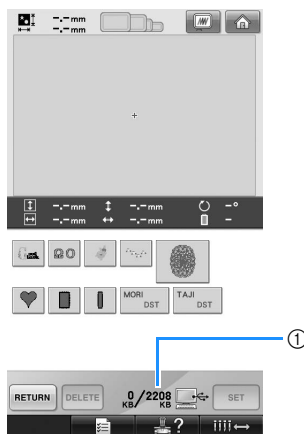 -.-mm
-.-mm
-.-mm -.-mm -°
-.-mm -.-mm -
MORI DST TAJI DST
①
RETURN DELETE 0 KB/2208 KB SET
?